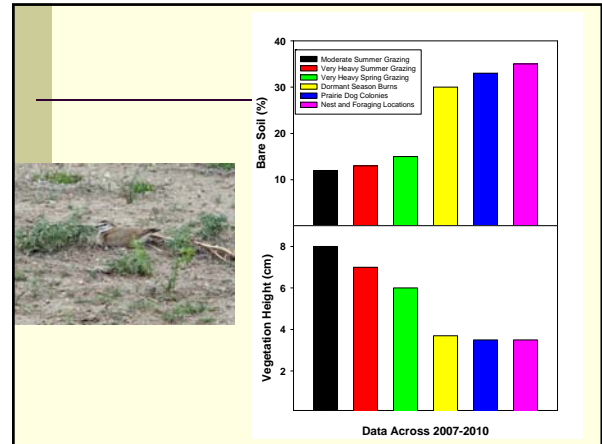 40
30
20
10
Bare Soil (%)
Moderate Summer Grazing
Very Heavy Summer Grazing
Very Heavy Spring Grazing
Dormant Season Burns
Prairie Dog Colonies
Nest and Foraging Locations
8
6
4
2
Vegetation Height (cm)
Data Across 2007-2010